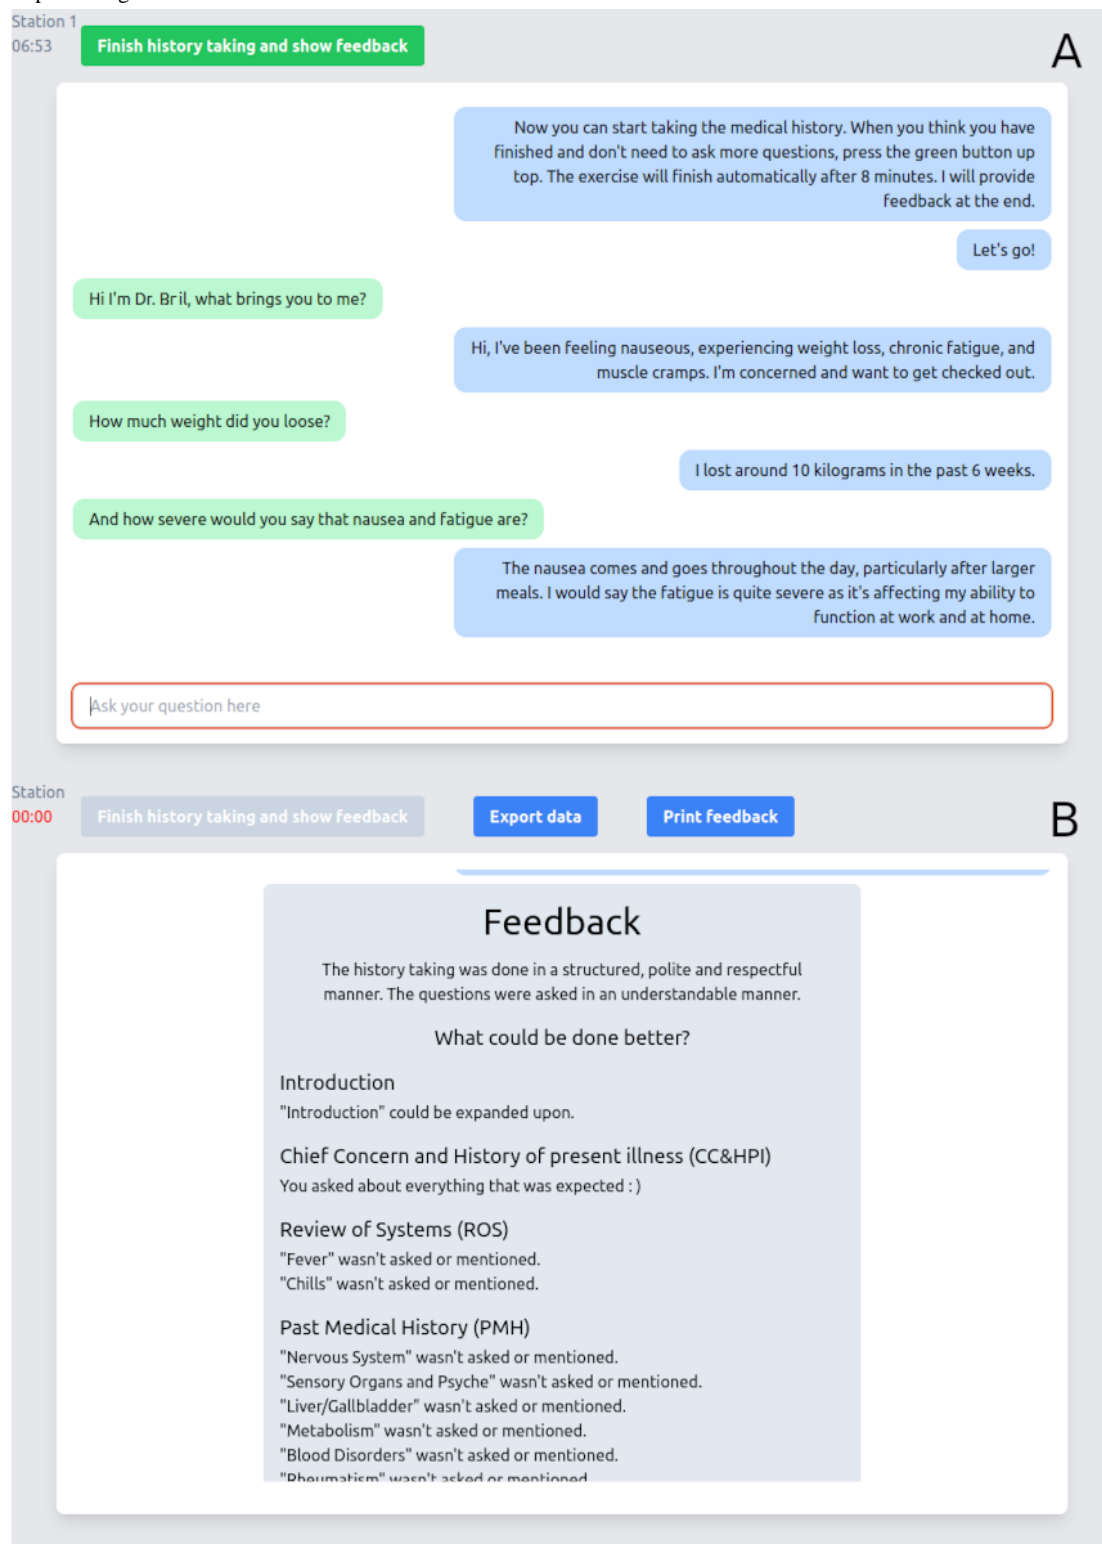 Station 1
06:53
Finish history taking and show feedback
A
Now you can start taking the medical history. When you think you have
finished and don't need to ask more questions, press the green button up
top. The exercise will finish automatically after 8 minutes. I will provide
feedback at the end.
Let's go!
Hi I'm Dr. Bril, what brings you to me?
Hi, I've been feeling nauseous, experiencing weight loss, chronic fatigue, and
muscle cramps. I'm concerned and want to get checked out.
How much weight did you loose?
I lost around 10 kilograms in the past 6 weeks.
And how severe would you say that nausea and fatigue are?
The nausea comes and goes throughout the day, particularly after larger
meals. I would say the fatigue is quite severe as it's affecting my ability to
function at work and at home.
Ask your question here
Station
00:00
Finish history taking and show feedback
Export data
Print feedback
B
Feedback
The history taking was done in a structured, polite and respectful
manner. The questions were asked in an understandable manner.
What could be done better?
Introduction
"Introduction" could be expanded upon.
Chief Concern and History of present illness (CC&HPI)
You asked about everything that was expected : )
Review of Systems (ROS)
"Fever" wasn't asked or mentioned.
"Chills" wasn't asked or mentioned.
Past Medical History (PMH)
"Nervous System" wasn't asked or mentioned.
"Sensory Organs and Psyche" wasn't asked or mentioned.
"Liver/Gallbladder" wasn't asked or mentioned.
"Metabolism" wasn't asked or mentioned.
"Blood Disorders" wasn't asked or mentioned.
"Rheumatism" wasn't asked or mentioned